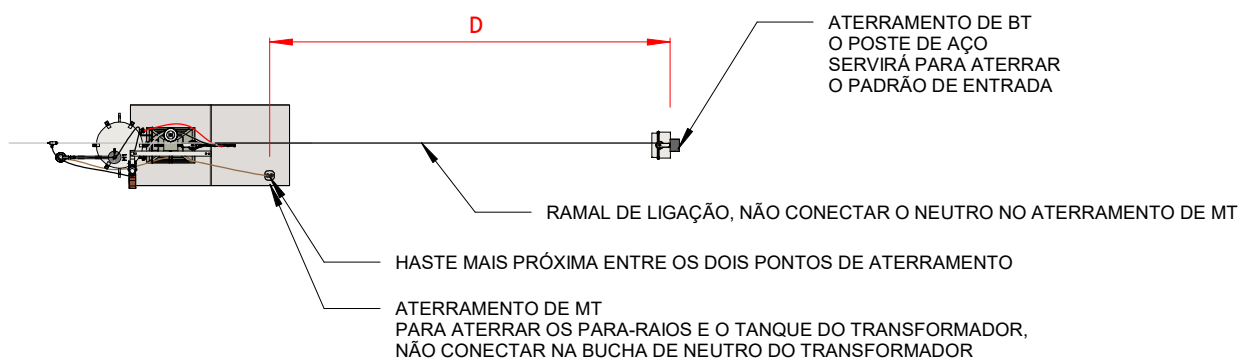 D
ATERRAMENTO DE BT
O POSTE DE AÇO
SERVIRÁ PARA ATERRAR
O PADRÃO DE ENTRADA
RAMAL DE LIGAÇÃO, NÃO CONECTAR O NEUTRO NO ATERRAMENTO DE MT
HASTE MAIS PRÓXIMA ENTRE OS DOIS PONTOS DE ATERRAMENTO
ATERRAMENTO DE MT
PARA ATERRAR OS PARA-RAIOS E O TANQUE DO TRANSFORMADOR,
NÃO CONECTAR NA BUCHA DE NEUTRO DO TRANSFORMADOR